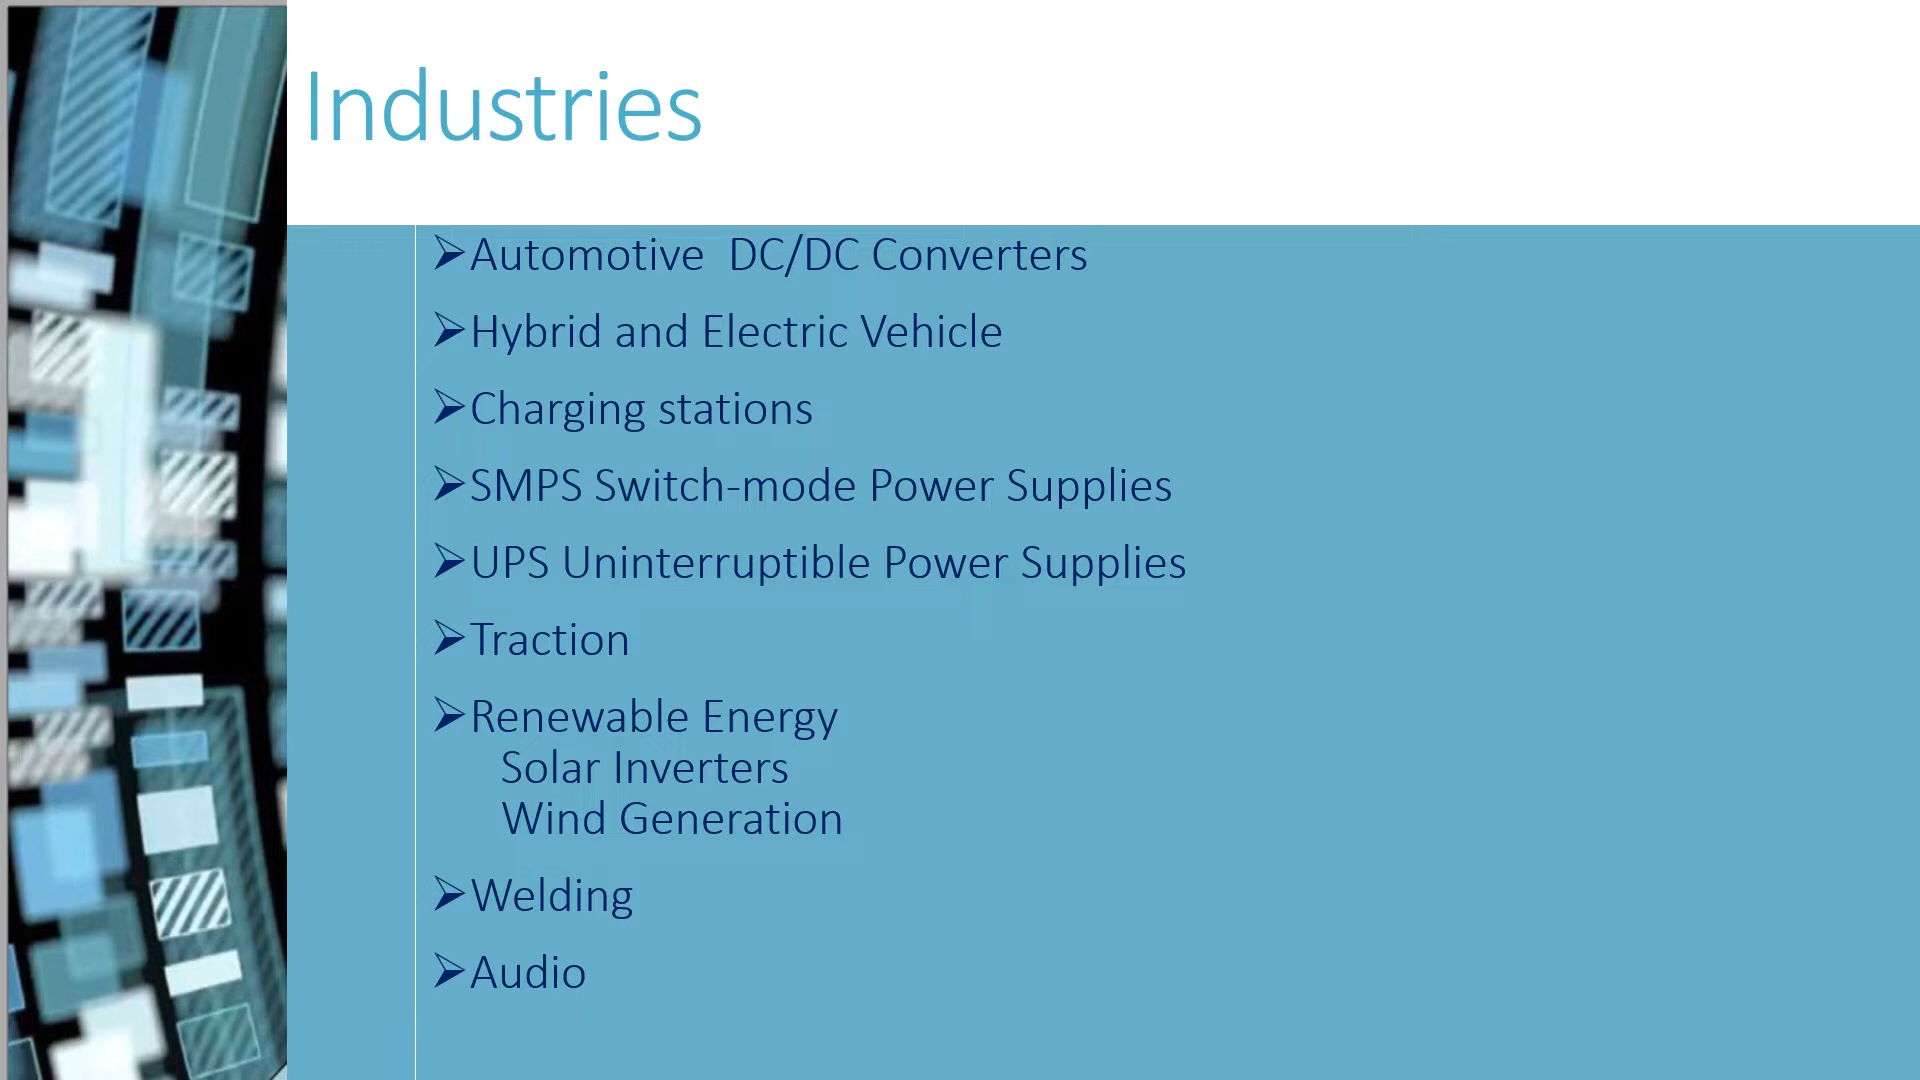 Industries
➢Automotive  DC/DC Converters
➢Hybrid and Electric Vehicle
➢Charging stations
➢SMPS Switch-mode Power Supplies
➢UPS Uninterruptible Power Supplies
➢Traction
➢Renewable Energy
Solar Inverters
Wind Generation
➢Welding
➢Audio